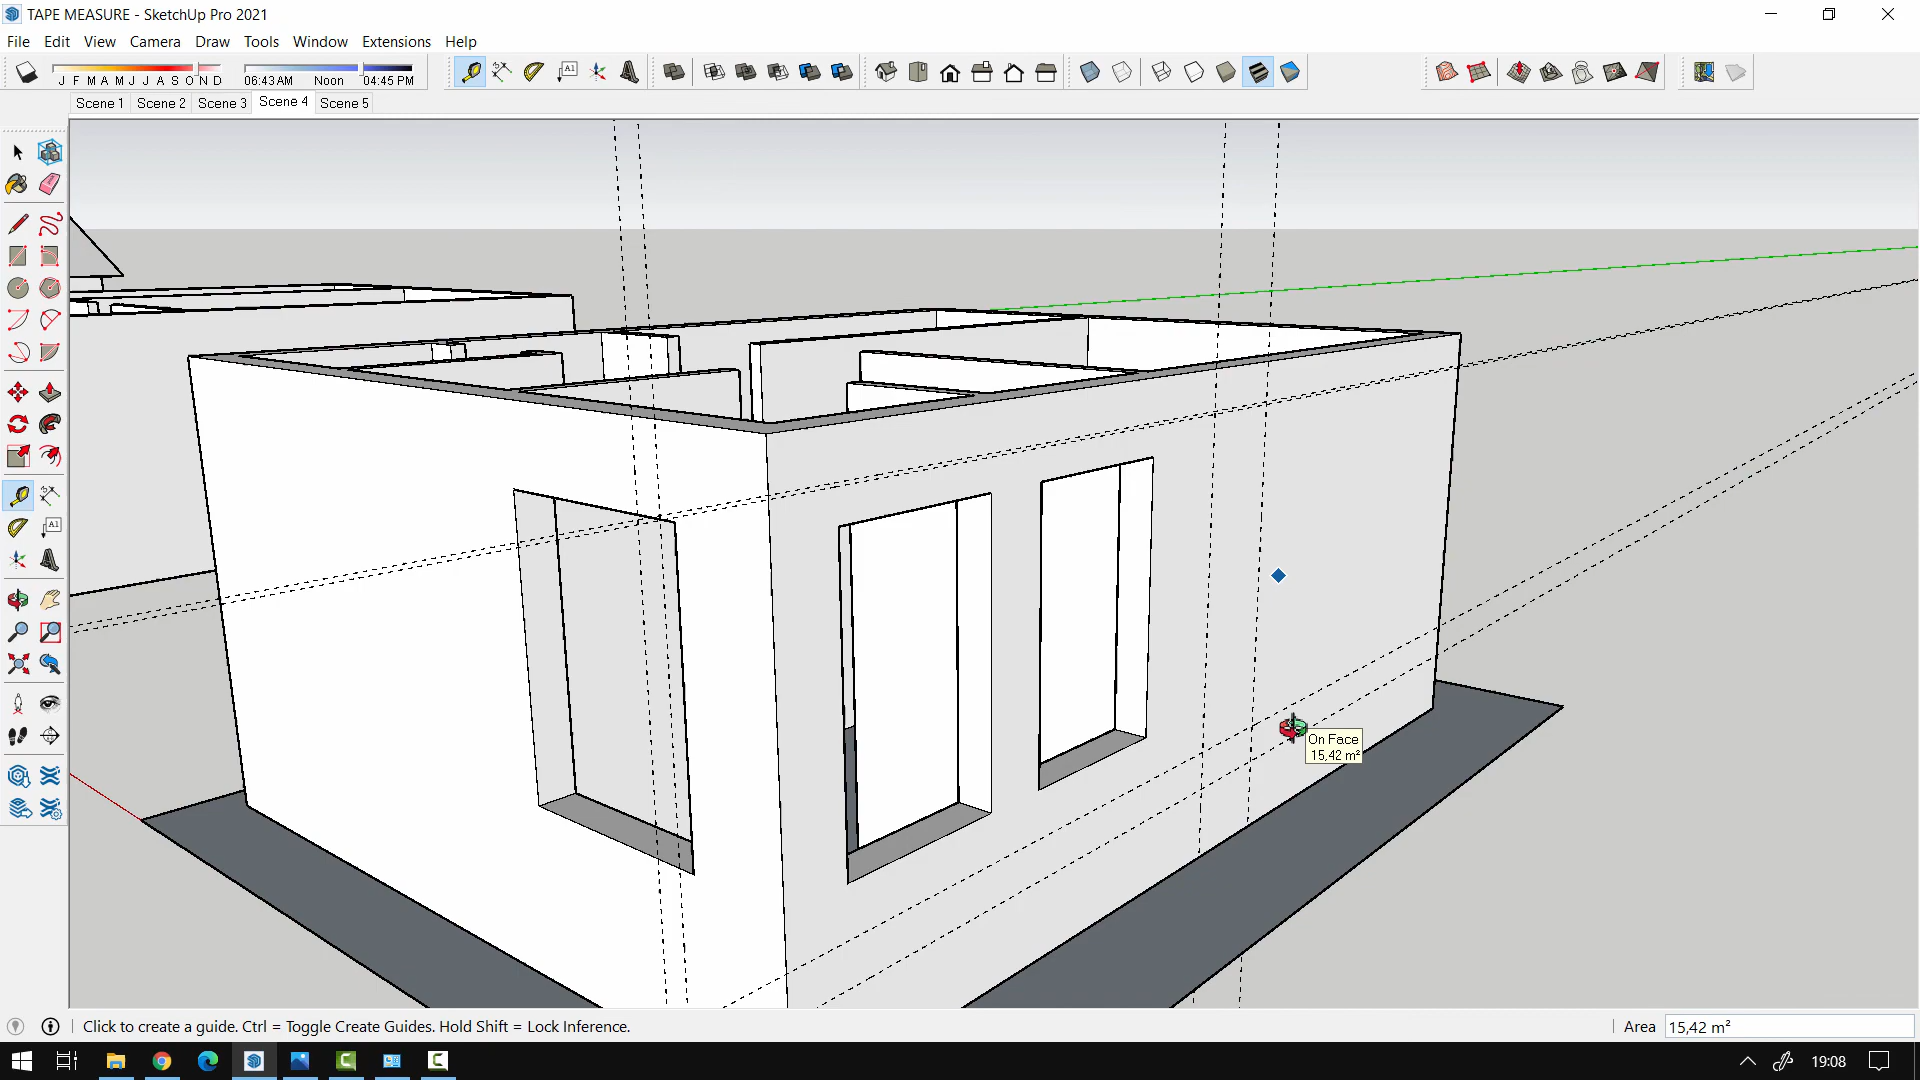 TAPE MEASURE - SketchUp Pro 2021
File Edit View Camera Draw Tools Window Extensions Help
J F M A M J J A S O N D
06:43 AM Noon 04:45 PM
A1
Scene 1 Scene 2 Scene 3 Scene 4 Scene 5
A1
On Face
15,42 m²
Click to create a guide. Ctrl = Toggle Create Guides. Hold Shift = Lock Inference.
Area 15,42 m²
19:08